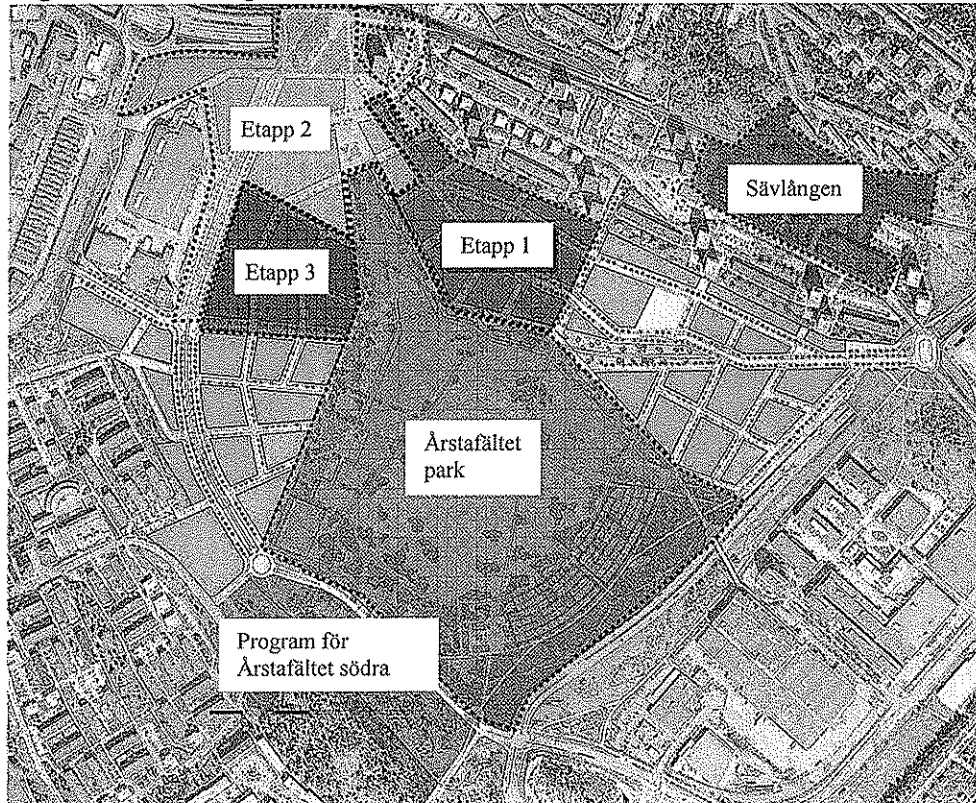 Etapp 2
Sävlången
Etapp 1
Etapp 3
Årstafältet
park
Program för
Årstafältet södra